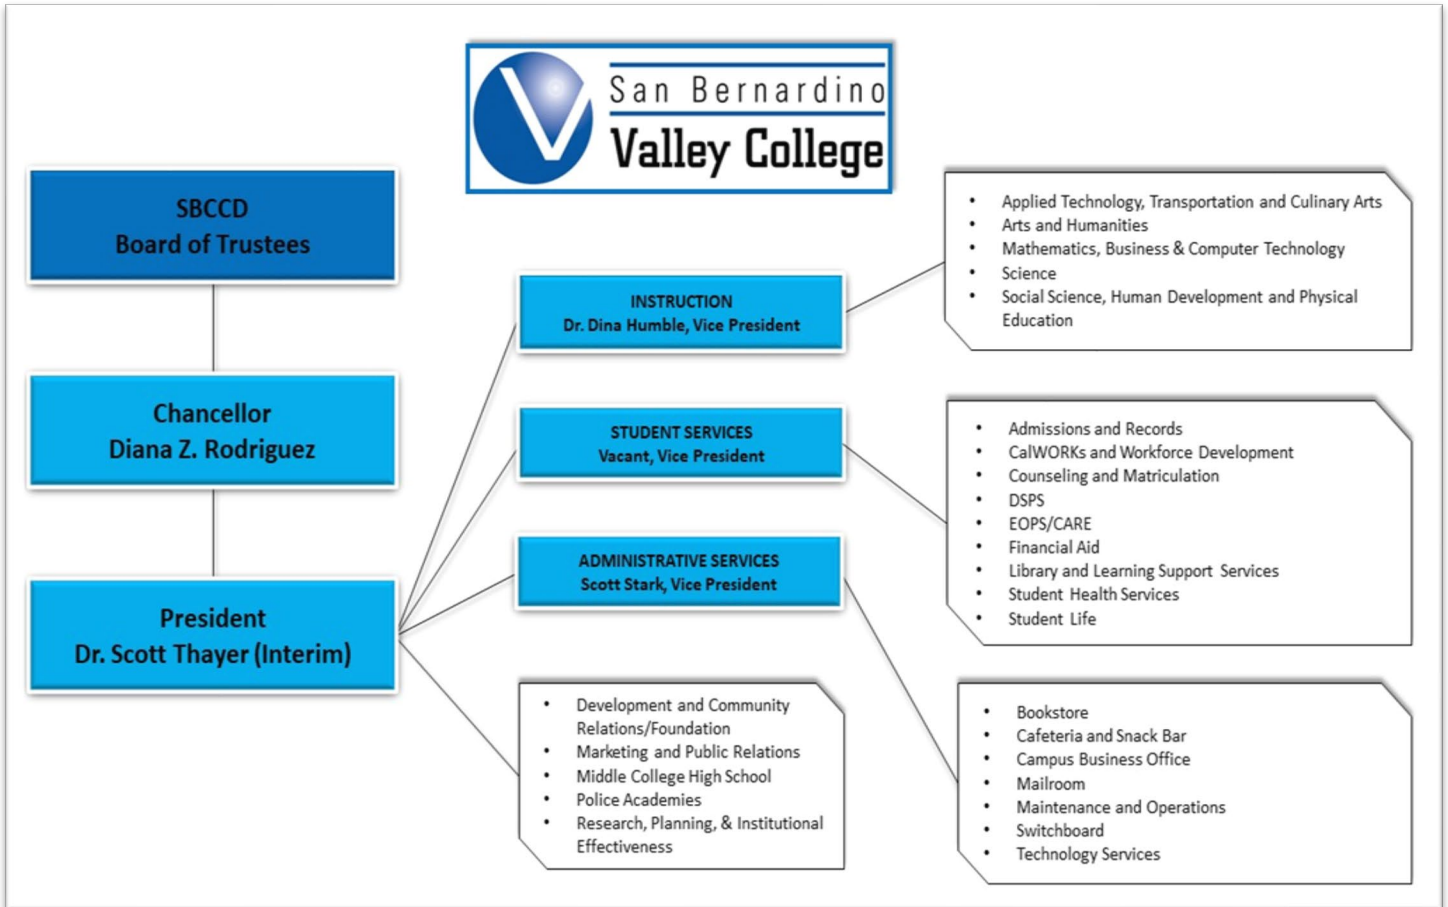 San Bernardino
Valley College
SBCCD
Board of Trustees
Chancellor
Diana Z. Rodriguez
President
Dr. Scott Thayer (Interim)
INSTRUCTION
Dr. Dina Humble, Vice President
STUDENT SERVICES
Vacant, Vice President
ADMINISTRATIVE SERVICES
Scott Stark, Vice President
• Development and Community
Relations/Foundation
• Marketing and Public Relations
• Middle College High School
• Police Academies
• Research, Planning, & Institutional
Effectiveness
• Applied Technology, Transportation and Culinary Arts
• Arts and Humanities
• Mathematics, Business & Computer Technology
• Science
• Social Science, Human Development and Physical
Education
• Admissions and Records
• CalWORKs and Workforce Development
• Counseling and Matriculation
• DSPS
• EOPS/CARE
• Financial Aid
• Library and Learning Support Services
• Student Health Services
• Student Life
• Bookstore
• Cafeteria and Snack Bar
• Campus Business Office
• Mailroom
• Maintenance and Operations
• Switchboard
• Technology Services